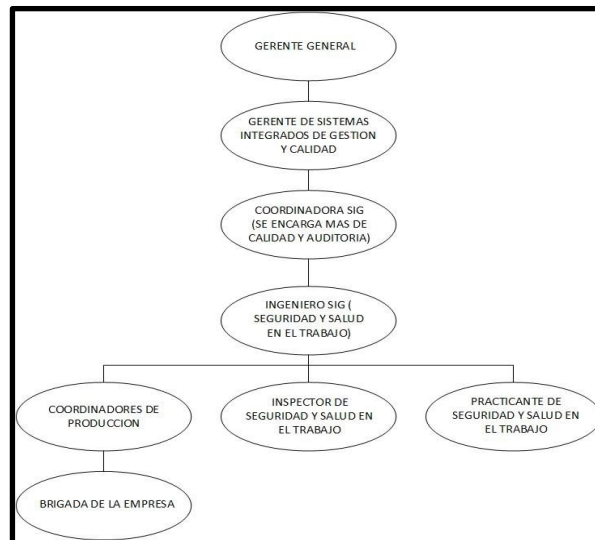 GERENTE GENERAL
GERENTE DE SISTEMAS
INTEGRADOS DE GESTION
Y CALIDAD
COORDINADORA SIG
(SE ENCARGA MAS DE
CALIDAD Y AUDITORIA)
INGENIERO SIG (
SEGURIDAD Y SALUD
EN EL TRABAJO)
COORDINADORES DE
PRODUCCION
INSPECTOR DE
SEGURIDAD Y SALUD EN
EL TRABAJO
PRACTICANTE DE
SEGURIDAD Y SALUD EN
EL TRABAJO
BRIGADA DE LA EMPRESA